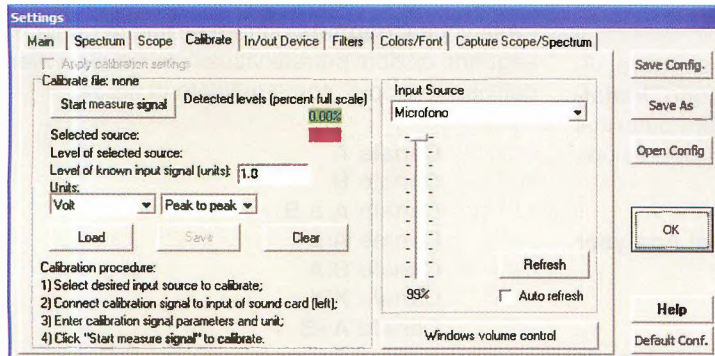 Settings
Main Spectrum Scope Calibrate In/out Device Filters Colors/Font Capture Scope/Spectrum
Apply calibration settings
Calibrate file: none
Start measure signal
Detected levels (percent full scale)
0.00%
Selected source:
Level of selected source:
Level of known input signal (units): 1.0
Units:
Volt Peak to peak
Load Save Clear
Calibration procedure:
1) Select desired input source to calibrate;
2) Connect calibration signal to input of sound card (left);
3) Enter calibration signal parameters and unit;
4) Click "Start measure signal" to calibrate.
Input Source
Microfono
99%
Refresh
Auto refresh
Windows volume control
Save Config.
Save As
Open Config
OK
Help
Default Conf.